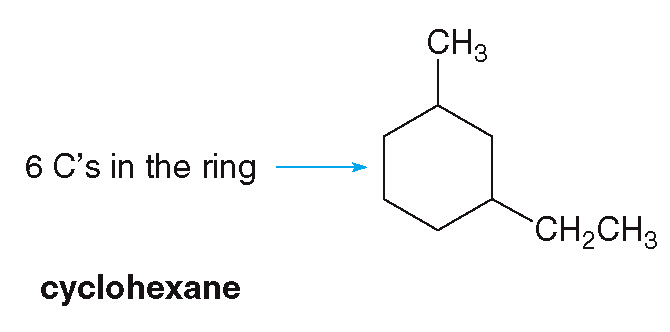 CH₃
6 C’s in the ring
CH₂CH₃
cyclohexane